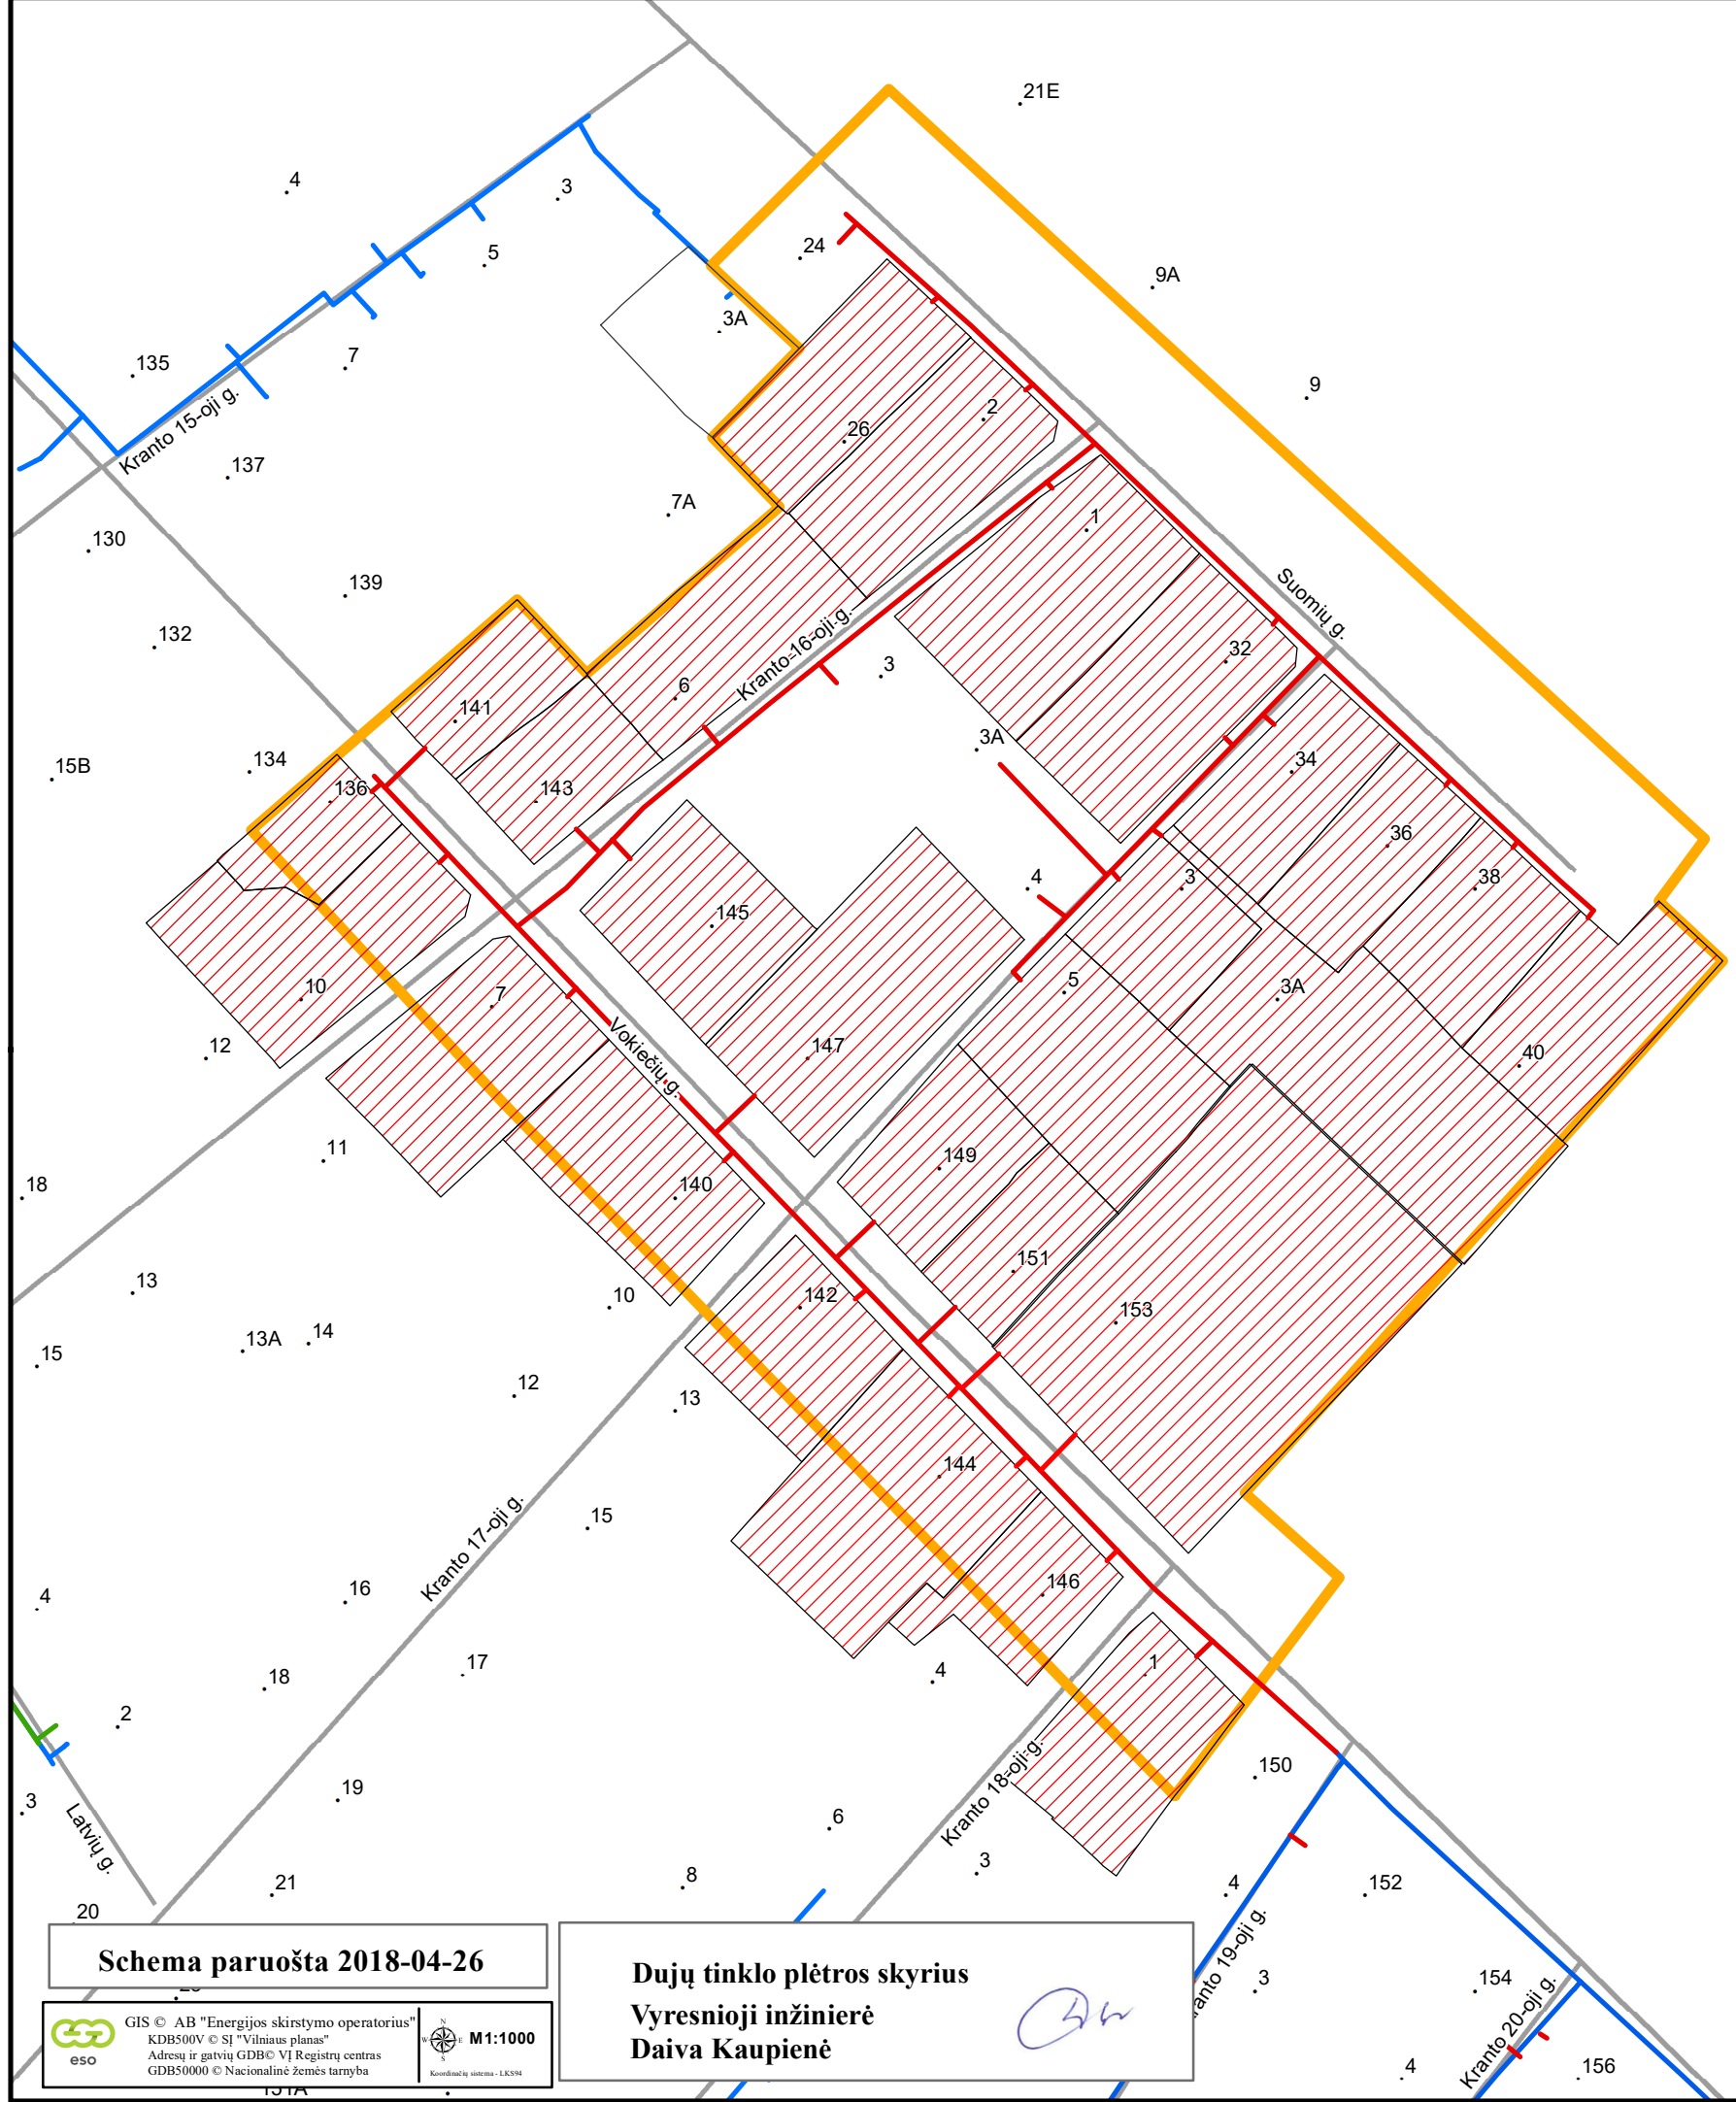 21E
4
3
24
5
9A
3A
7
135
9
2
26
Kranto 15-oji g.
137
7A
1
130
139
Suomių g.
132
32
3
Kranto 16-oji g.
6
141
3A
15B
134
34
136
143
36
4
3
38
145
10
7
5
3A
12
Vokiečių g.
147
40
11
149
18
140
151
13
10
142
153
13A
14
15
12
13
144
15
Kranto 17-oji g.
16
146
4
17
4
1
18
2
Kranto 18-oji g.
150
19
3
6
Latvių g.
3
8
4
152
21
20
Kranto 19-oji g.
3
154
Kranto 20-oji g.
4
156
Schema paruošta 2018-04-26
Dujų tinklo plėtros skyrius
Vyresnioji inžinierė
Daiva Kaupienė
eso
GIS © AB "Energijos skirstymo operatorius"
KDB500V © SĮ "Vilniaus planas"
Adresų ir gatvių GDB© VĮ Registrų centras
GDB50000 © Nacionalinė žemės tarnyba
N
W E
S
M1:1000
Koordinačių sistema - LKS94
151A